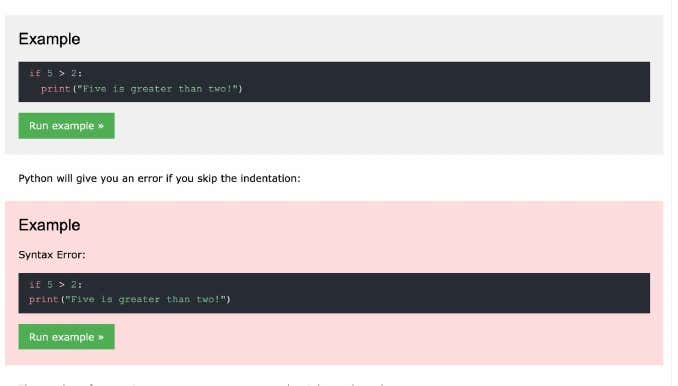 Example
if 5 > 2:
  print("Five is greater than two!")
Run example »
Python will give you an error if you skip the indentation:
Example
Syntax Error:
if 5 > 2:
print("Five is greater than two!")
Run example »